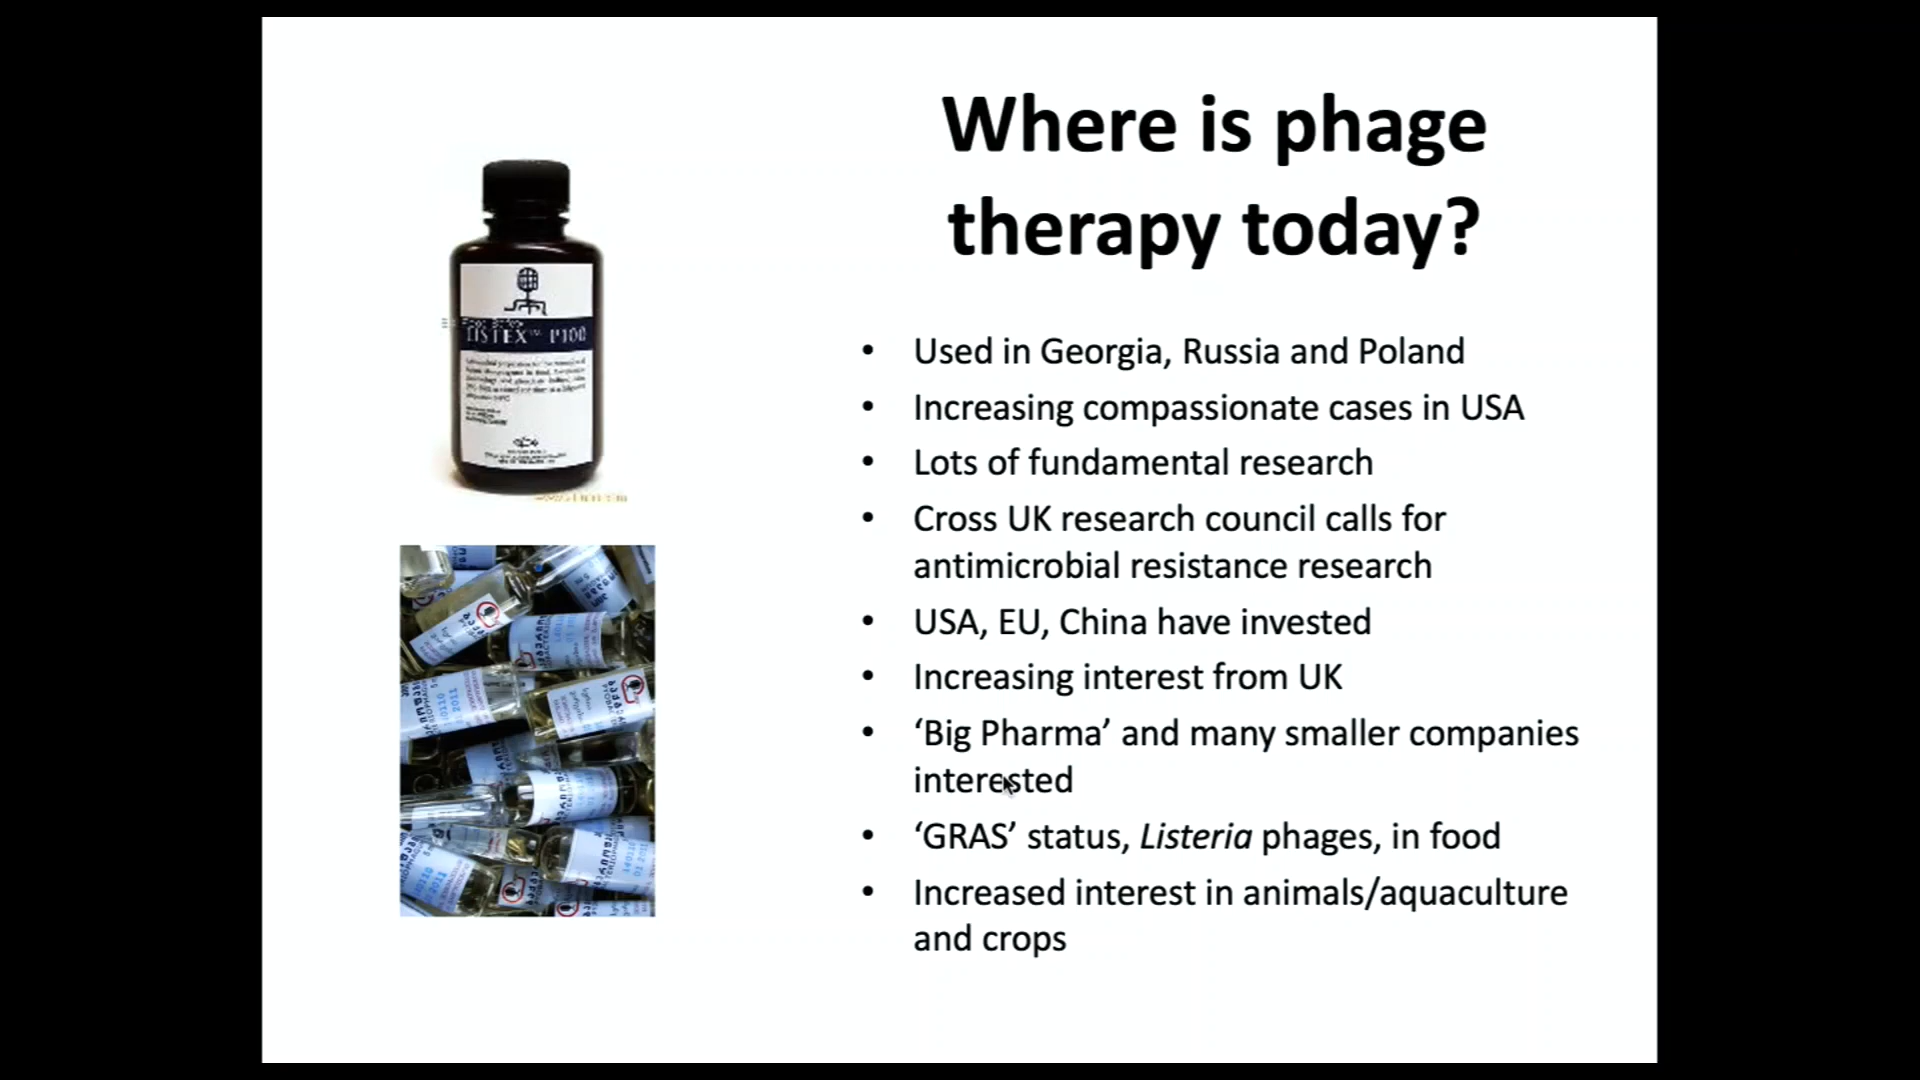 Where is phage
therapy today?
LISTEX™ P100
• Used in Georgia, Russia and Poland
• Increasing compassionate cases in USA
• Lots of fundamental research
• Cross UK research council calls for
antimicrobial resistance research
• USA, EU, China have invested
• Increasing interest from UK
• ‘Big Pharma’ and many smaller companies
interested
• ‘GRAS’ status, Listeria phages, in food
• Increased interest in animals/aquaculture
and crops